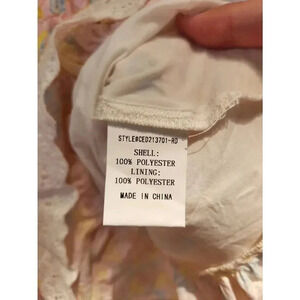 STYLE#CED213701-RD
SHELL:
100% POLYESTER
LINING:
100% POLYESTER
MADE IN CHINA